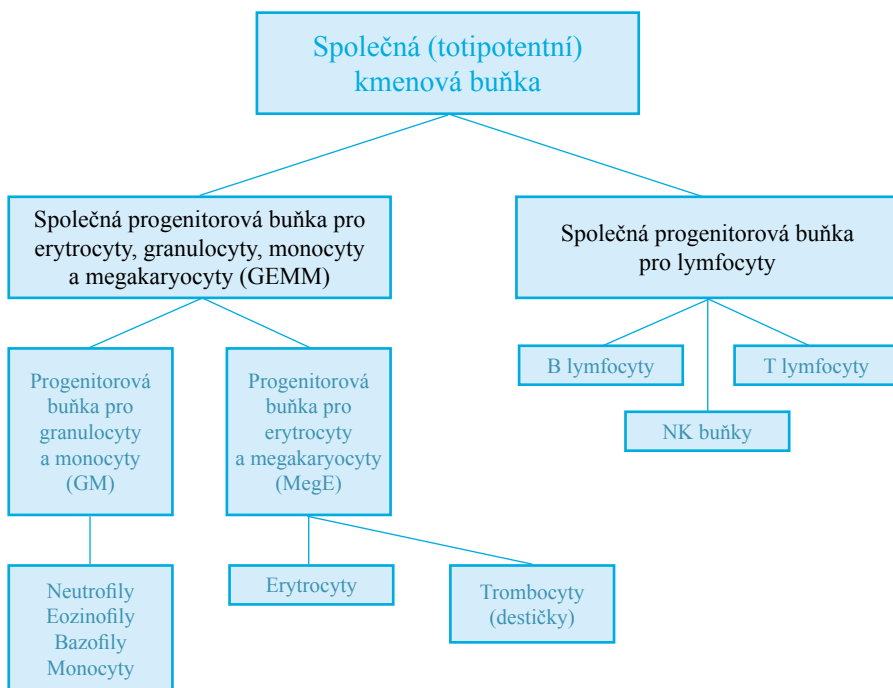 Společná (totipotentní)
kmenová buňka
Společná progenitorová buňka pro
erytrocyty, granulocyty, monocyty
a megakaryocyty (GEMM)
Společná progenitorová buňka
pro lymfocyty
B lymfocyty
T lymfocyty
NK buňky
Progenitorová
buňka pro
granulocyty
a monocyty
(GM)
Progenitorová
buňka pro
erytrocyty
a megakaryocyty
(MegE)
Neutrofily
Eozinofily
Bazofily
Monocyty
Erytrocyty
Trombocyty
(destičky)